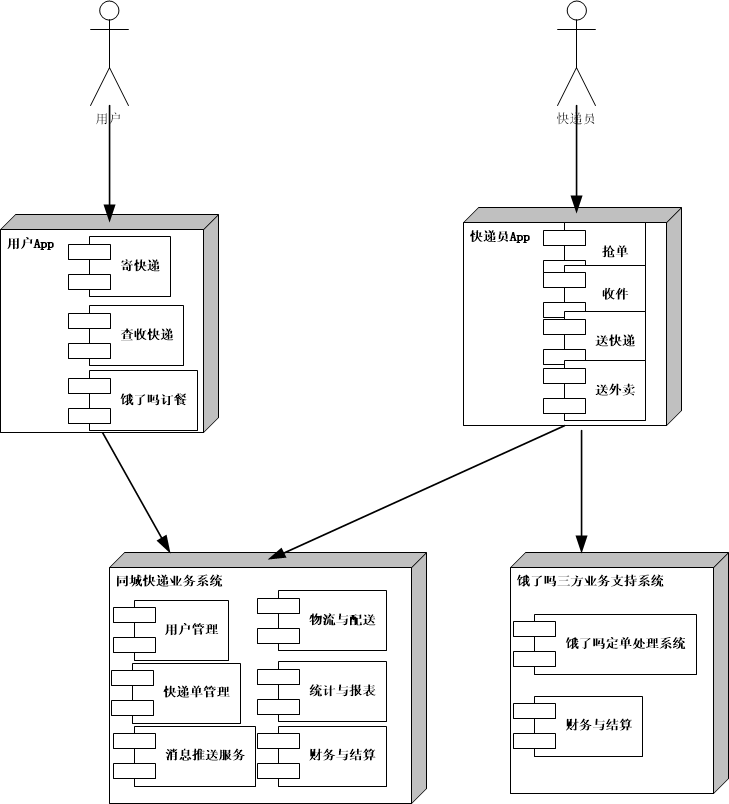 用户
快递员
用户App
寄快递
查收快递
饿了吗订餐
快递员App
抢单
收件
送快递
送外卖
同城快递业务系统
用户管理
物流与配送
快递单管理
统计与报表
消息推送服务
财务与结算
饿了吗三方业务支持系统
饿了吗定单处理系统
财务与结算